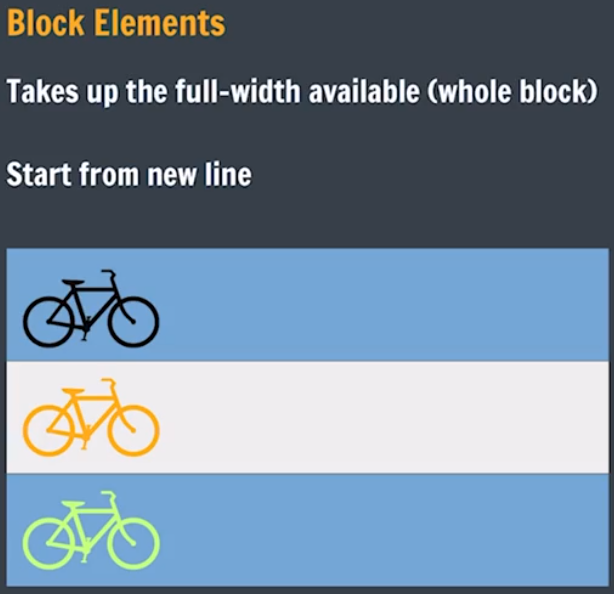 Block Elements
Takes up the full-width available (whole block)
Start from new line